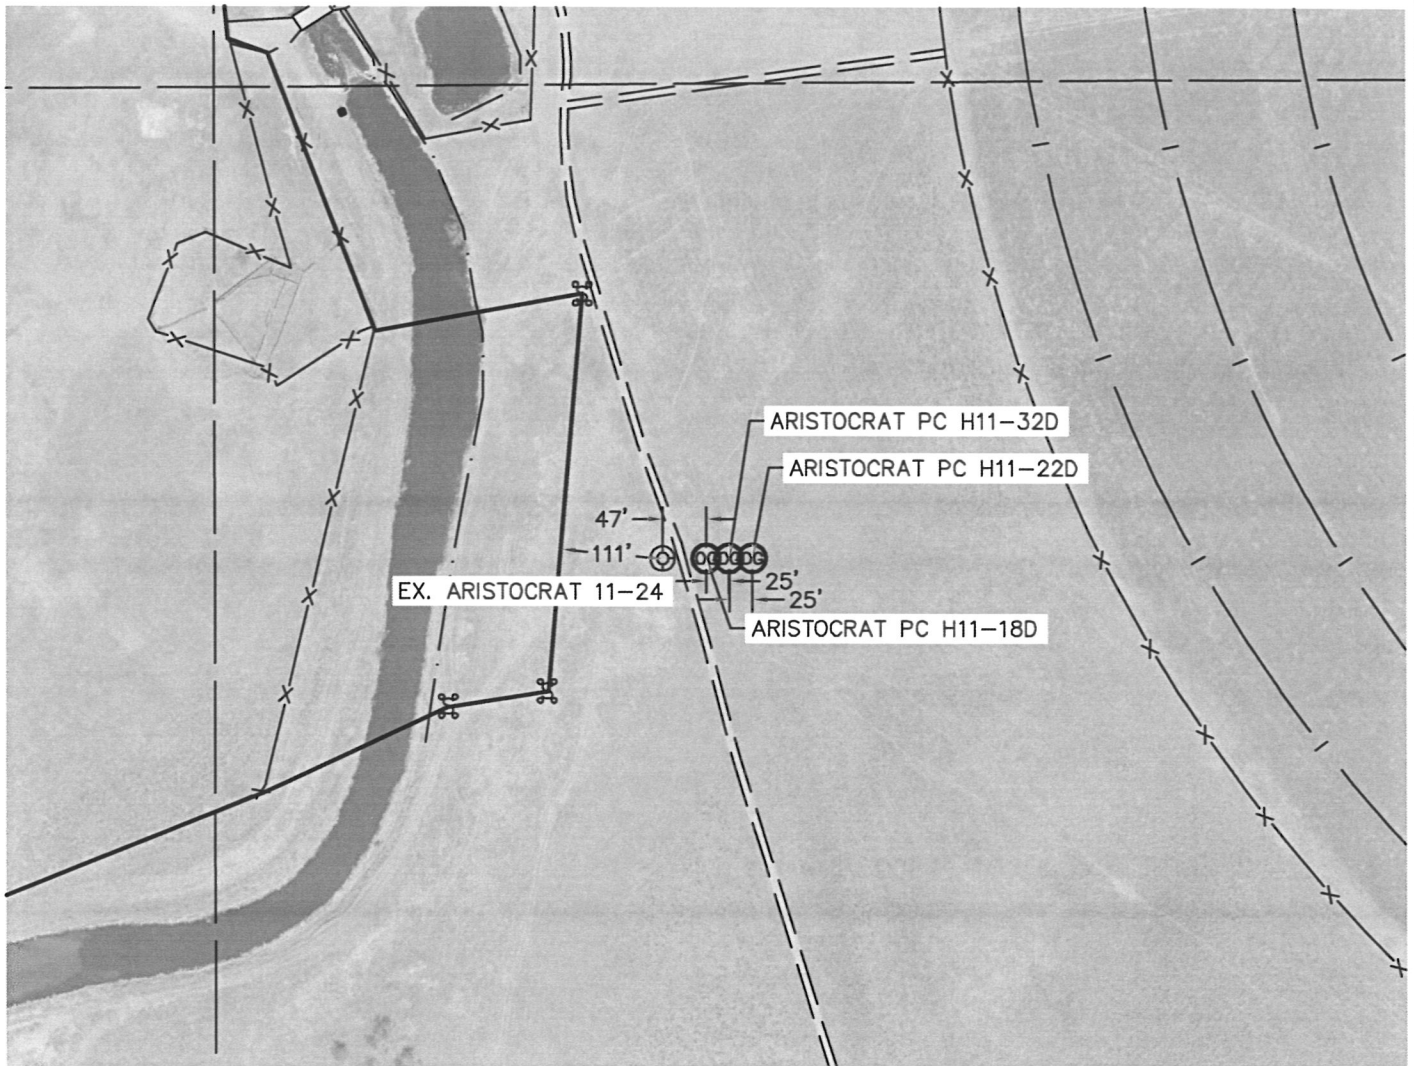 ARISTOCRAT PC H11-32D
ARISTOCRAT PC H11-22D
47'
111'
EX. ARISTOCRAT 11-24
25'
25'
ARISTOCRAT PC H11-18D